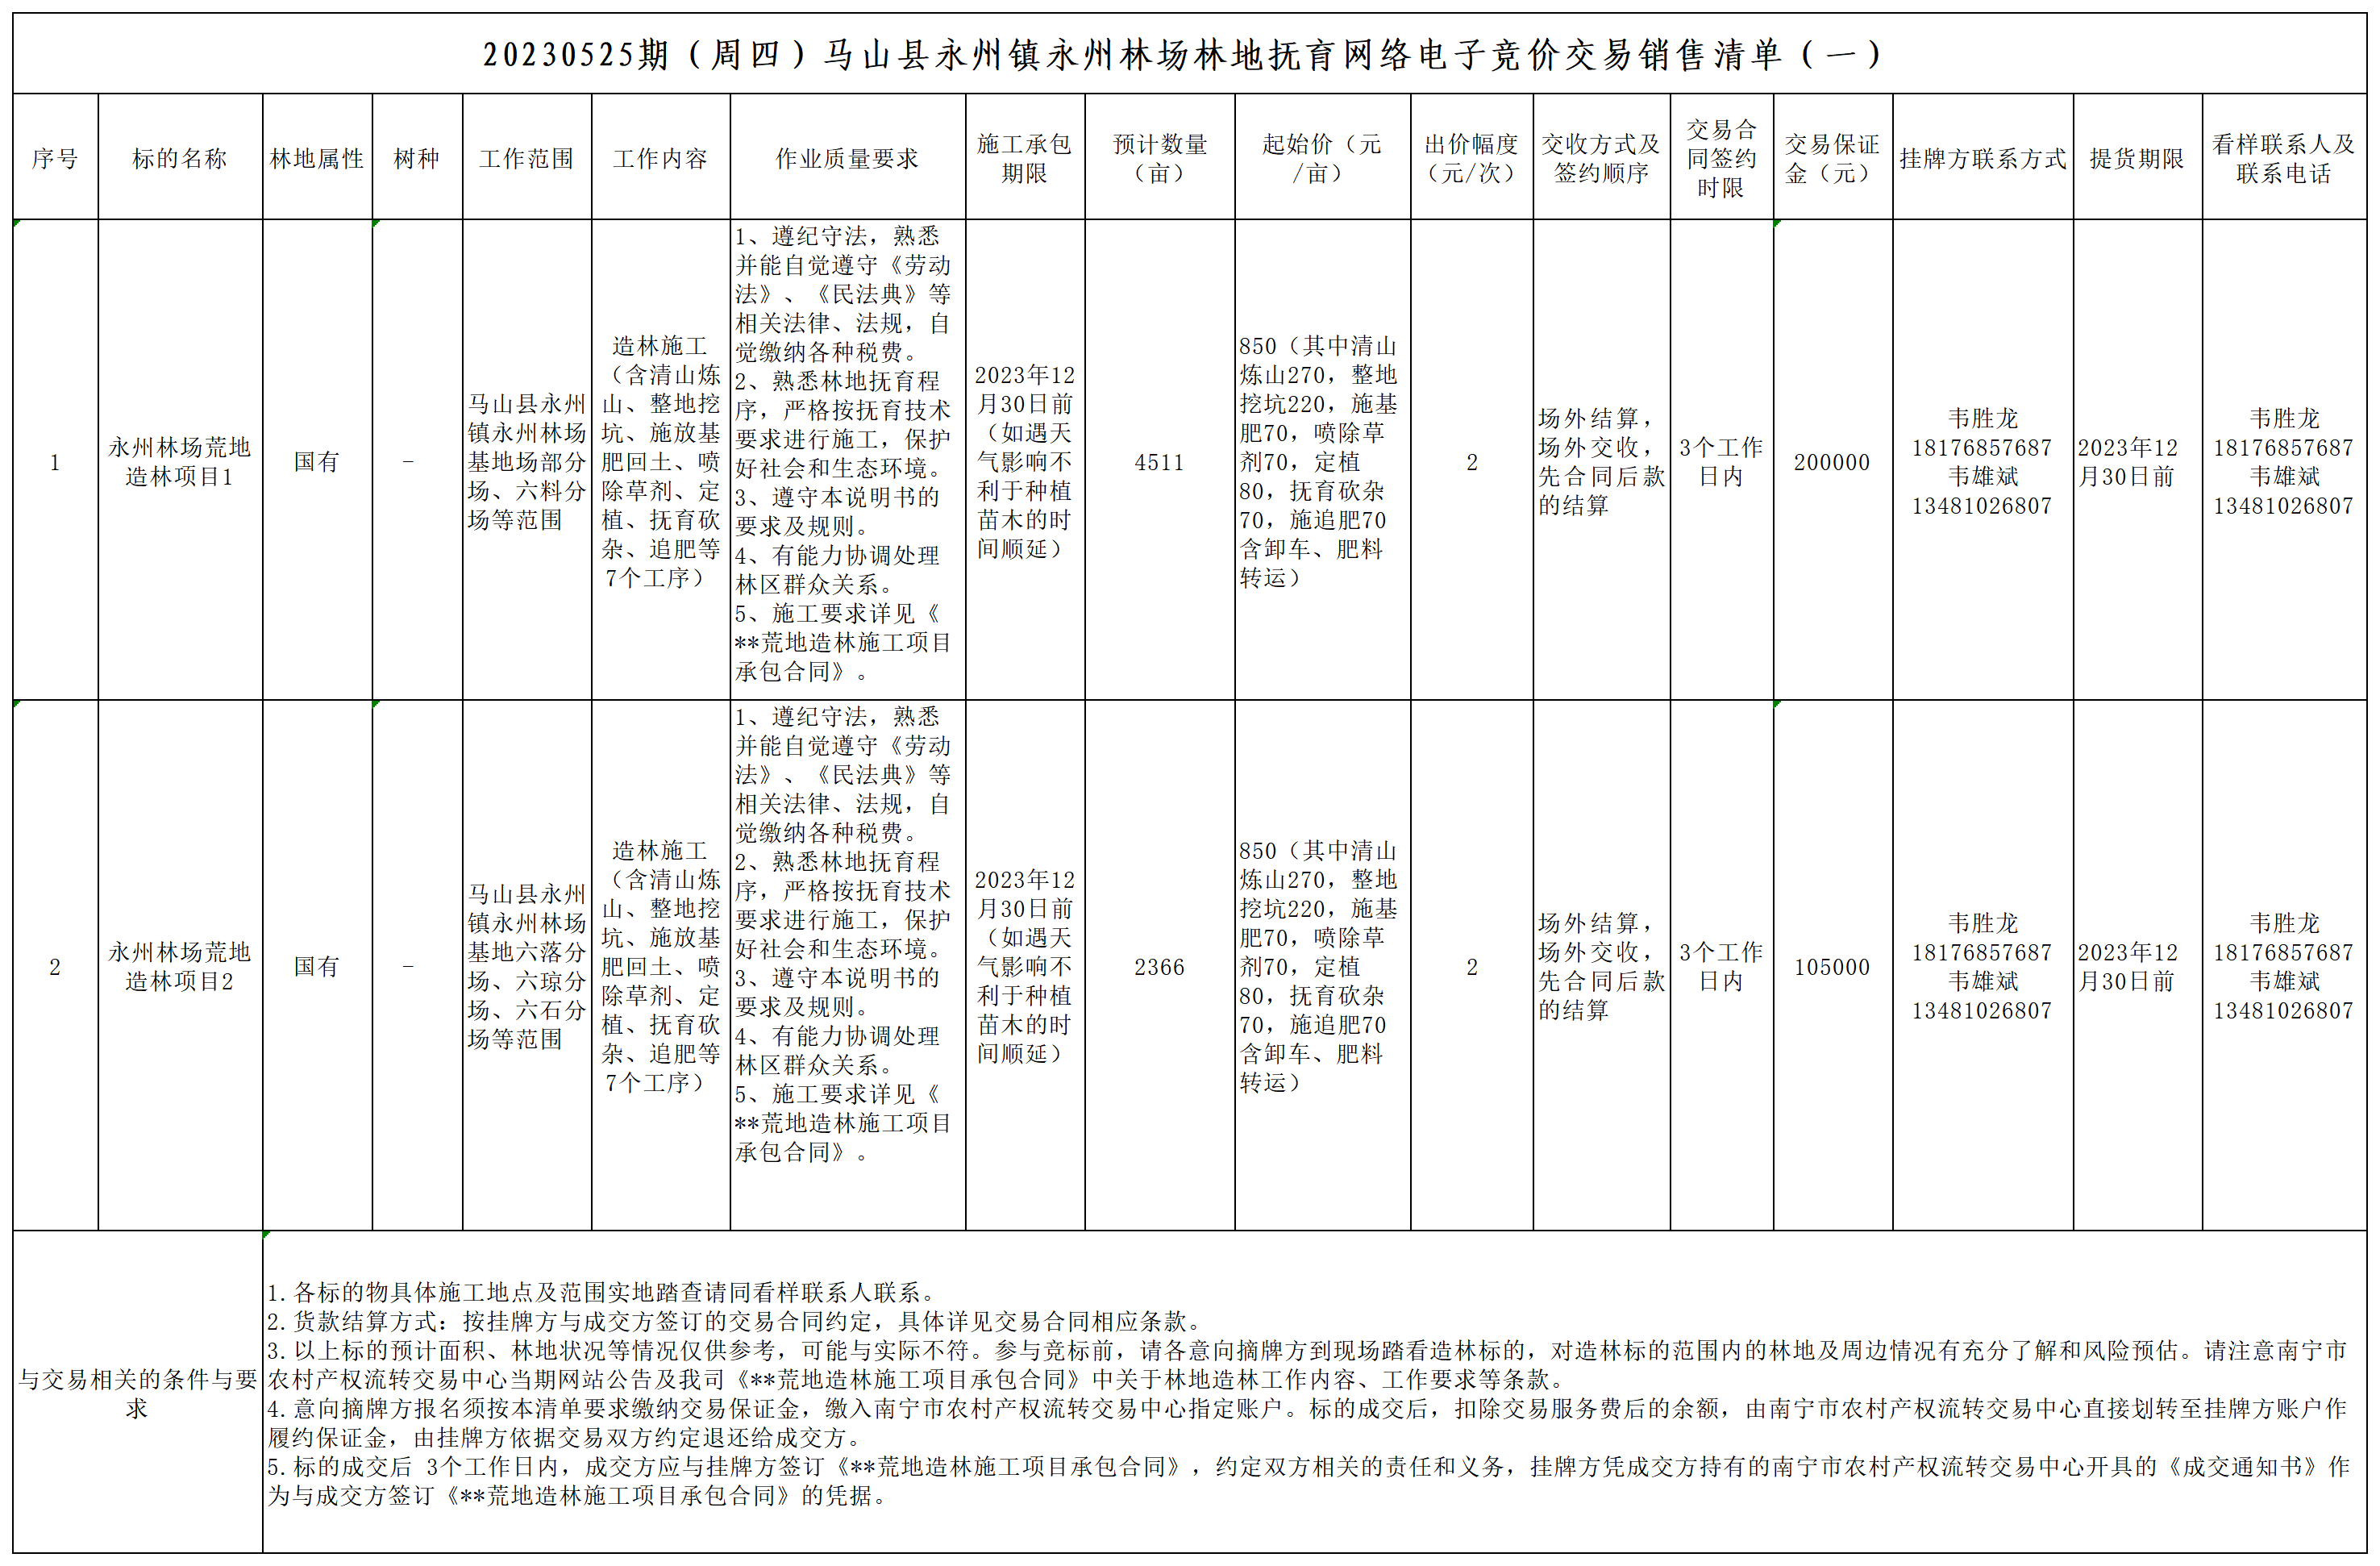 20230525期（周四）马山县永州镇永州林场林地抚育网络电子竞价交易销售清单（一）
序号
标的名称
林地属性
树种
工作范围
工作内容
作业质量要求
施工承包
期限
预计数量
（亩）
起始价（元
/亩）
出价幅度
（元/次）
交收方式及
签约顺序
交易合
同签约
时限
交易保证
金（元）
挂牌方联系方式
提货期限
看样联系人及
联系电话
1
永州林场荒地
造林项目1
国有
-
马山县永州
镇永州林场
基地场部分
场、六料分
场等范围
造林施工
（含清山炼
山、整地挖
坑、施放基
肥回土、喷
除草剂、定
植、抚育砍
杂、追肥等
7个工序）
1、遵纪守法，熟悉
并能自觉遵守《劳动
法》、《民法典》等
相关法律、法规，自
觉缴纳各种税费。
2、熟悉林地抚育程
序，严格按抚育技术
要求进行施工，保护
好社会和生态环境。
3、遵守本说明书的
要求及规则。
4、有能力协调处理
林区群众关系。
5、施工要求详见《
**荒地造林施工项目
承包合同》。
2023年12
月30日前
（如遇天
气影响不
利于种植
苗木的时
间顺延）
4511
850（其中清山
炼山270，整地
挖坑220，施基
肥70，喷除草
剂70，定植
80，抚育砍杂
70，施追肥70
含卸车、肥料
转运）
2
场外结算，
场外交收，
先合同后款
的结算
3个工作
日内
200000
韦胜龙
18176857687
韦雄斌
13481026807
2023年12
月30日前
韦胜龙
18176857687
韦雄斌
13481026807
2
永州林场荒地
造林项目2
国有
-
马山县永州
镇永州林场
基地六落分
场、六琼分
场、六石分
场等范围
造林施工
（含清山炼
山、整地挖
坑、施放基
肥回土、喷
除草剂、定
植、抚育砍
杂、追肥等
7个工序）
1、遵纪守法，熟悉
并能自觉遵守《劳动
法》、《民法典》等
相关法律、法规，自
觉缴纳各种税费。
2、熟悉林地抚育程
序，严格按抚育技术
要求进行施工，保护
好社会和生态环境。
3、遵守本说明书的
要求及规则。
4、有能力协调处理
林区群众关系。
5、施工要求详见《
**荒地造林施工项目
承包合同》。
2023年12
月30日前
（如遇天
气影响不
利于种植
苗木的时
间顺延）
2366
850（其中清山
炼山270，整地
挖坑220，施基
肥70，喷除草
剂70，定植
80，抚育砍杂
70，施追肥70
含卸车、肥料
转运）
2
场外结算，
场外交收，
先合同后款
的结算
3个工作
日内
105000
韦胜龙
18176857687
韦雄斌
13481026807
2023年12
月30日前
韦胜龙
18176857687
韦雄斌
13481026807
与交易相关的条件与要
求
1.各标的物具体施工地点及范围实地踏查请同看样联系人联系。
2.货款结算方式：按挂牌方与成交方签订的交易合同约定，具体详见交易合同相应条款。
3.以上标的预计面积、林地状况等情况仅供参考，可能与实际不符。参与竞标前，请各意向摘牌方到现场踏看造林标的，对造林标的范围内的林地及周边情况有充分了解和风险预估。请注意南宁市
农村产权流转交易中心当期网站公告及我司《**荒地造林施工项目承包合同》中关于林地造林工作内容、工作要求等条款。
4.意向摘牌方报名须按本清单要求缴纳交易保证金，缴入南宁市农村产权流转交易中心指定账户。标的成交后，扣除交易服务费后的余额，由南宁市农村产权流转交易中心直接划转至挂牌方账户作
履约保证金，由挂牌方依据交易双方约定退还给成交方。
5.标的成交后 3个工作日内，成交方应与挂牌方签订《**荒地造林施工项目承包合同》，约定双方相关的责任和义务，挂牌方凭成交方持有的南宁市农村产权流转交易中心开具的《成交通知书》作
为与成交方签订《**荒地造林施工项目承包合同》的凭据。